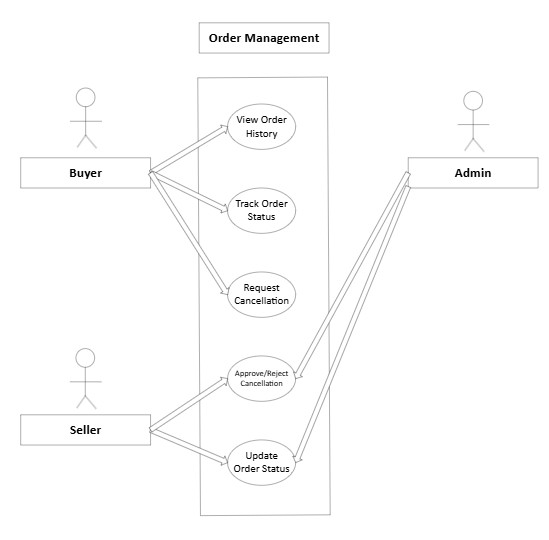 Order Management
View Order
History
Buyer
Admin
Track Order
Status
Request
Cancellation
Approve/Reject
Cancellation
Seller
Update
Order Status